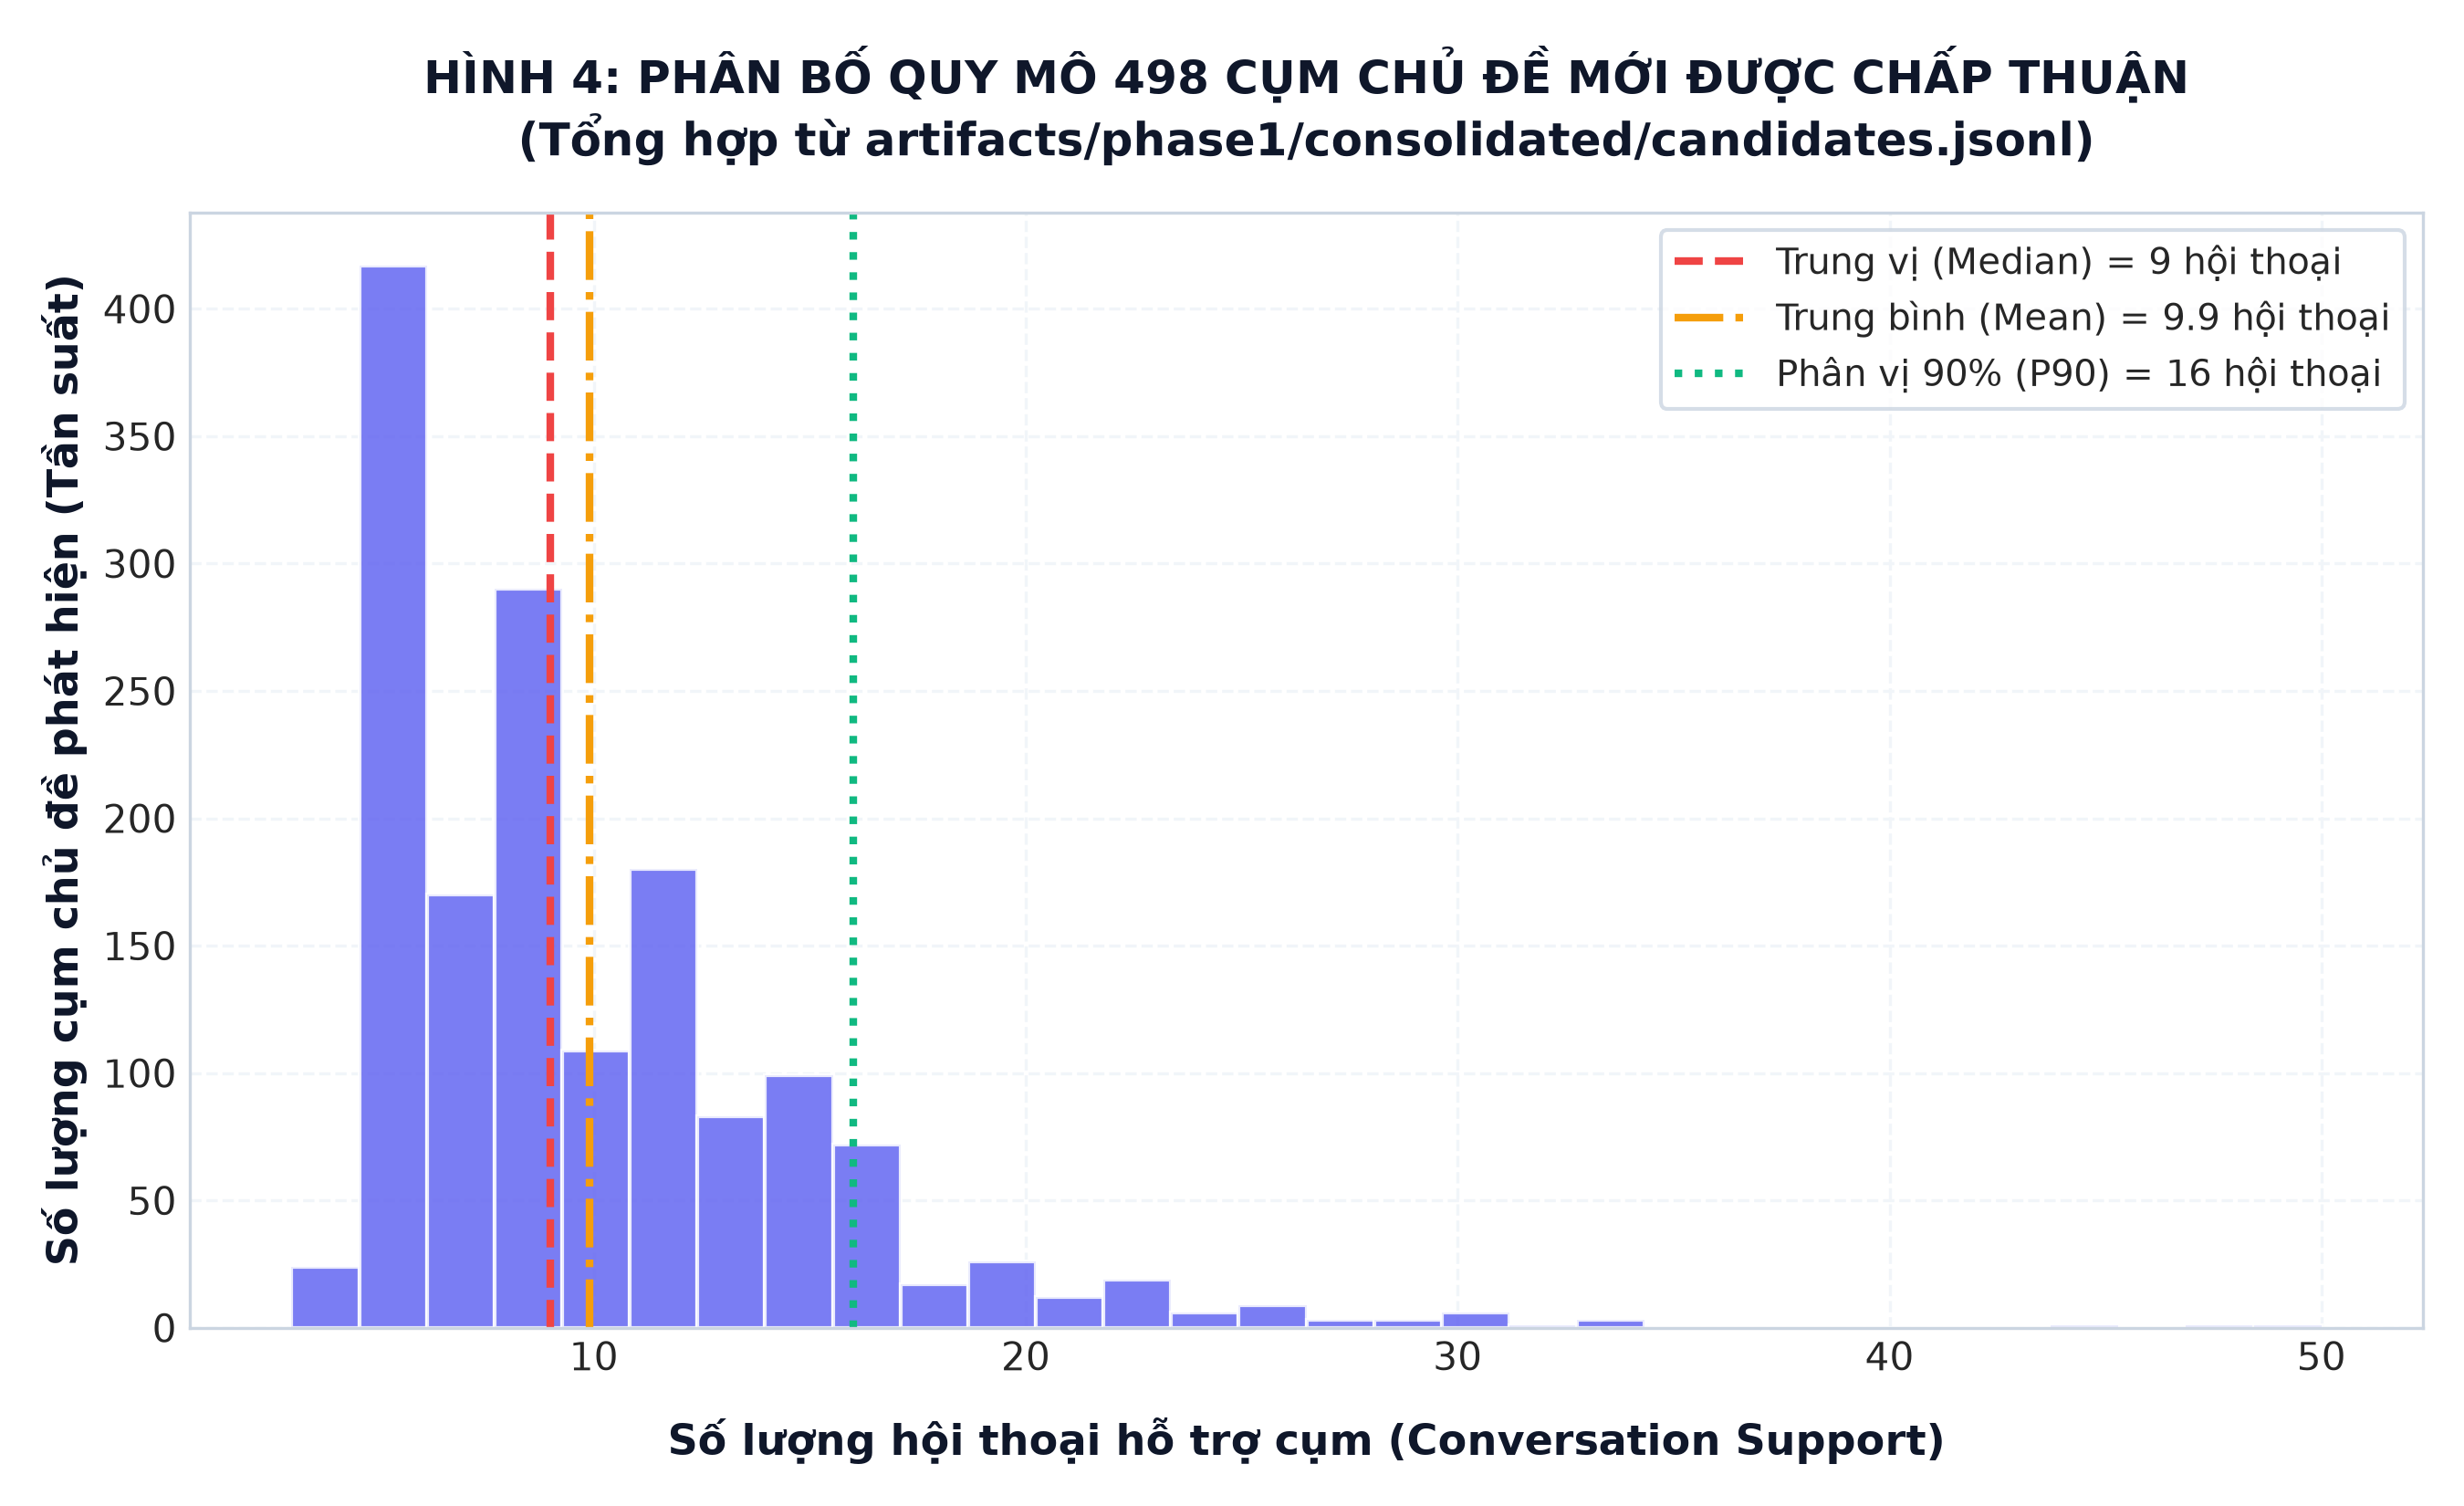 HÌNH 4: PHÂN BỐ QUY MÔ 498 CỤM CHỦ ĐỀ MỚI ĐƯỢC CHẤP THUẬN
(Tổng hợp từ artifacts/phase1/consolidated/candidates.jsonl)
Trung vị (Median) = 9 hội thoại
Trung bình (Mean) = 9.9 hội thoại
Phân vị 90% (P90) = 16 hội thoại
Số lượng cụm chủ đề phát hiện (Tần suất)
400
350
300
250
200
150
100
50
0
10 20 30 40 50
Số lượng hội thoại hỗ trợ cụm (Conversation Support)